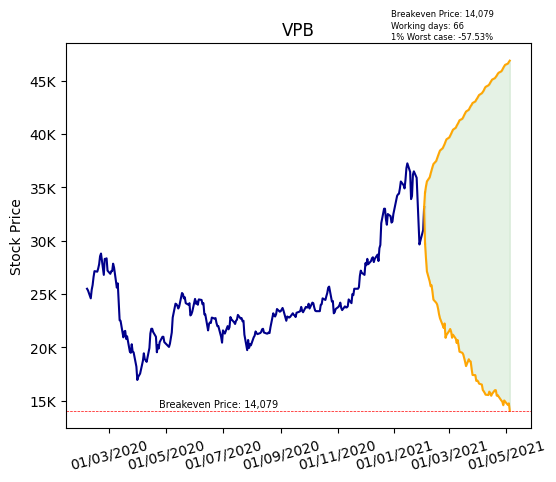 Breakeven Price: 14,079
Working days: 66
1% Worst case: -57.53%
VPB
Stock Price
45K
40K
35K
30K
25K
20K
15K
Breakeven Price: 14,079
01/03/2020
01/05/2020
01/07/2020
01/09/2020
01/11/2020
01/01/2021
01/03/2021
01/05/2021